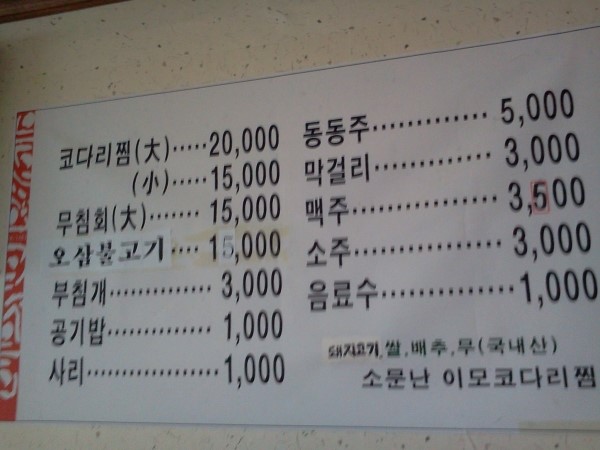 코다리찜(大)·····20,000
(小)·····15,000
무침회(大)······· 15,000
오삼불고기···· 15,000
부침개·············· 3,000
공기밥·············· 1,000
사리··················1,000
동동주·············· 5,000
막걸리·············· 3,000
맥주················ 3,500
소주················ 3,000
음료수··············1,000
돼지고기, 쌀, 배추, 무(국내산)
소문난 이모코다리찜